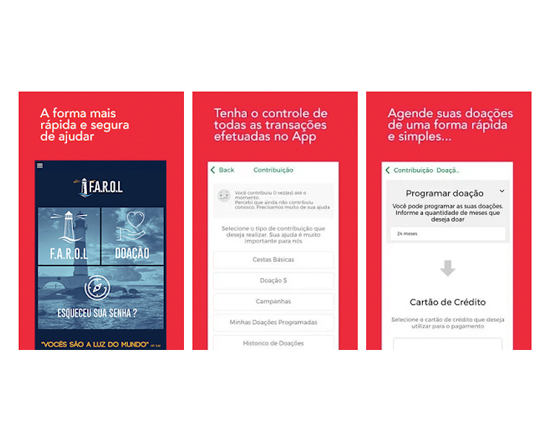 A forma mais
rápida e segura
de ajudar
F.A.R.O.L
F.A.R.O.L
DOAÇÃO
ESQUECEU SUA SENHA ?
"VOCÊS SÃO A LUZ DO MUNDO"
Tenha o controle de
todas as transações
efetuadas no App
Back
Contribuição
Você contribuiu 0 vez(es) até o
momento.
Percebo que ainda não contribuiu
conosco. Precisamos muito de sua ajuda
Selecione o tipo de contribuição que
deseja realizar. Sua ajuda é muito
importante para nós
Cestas Básicas
Doação $
Campanhas
Minhas Doações Programadas
Historico de Doações
Agende suas doações
de uma forma rápida
e simples...
Contribuição Doaçã...
Programar doação
Você pode programar as suas doações.
Informe a quantidade de meses que
deseja doar
24 meses
Cartão de Crédito
Selecione o cartão de crédito que deseja
utilizar para o pagamento